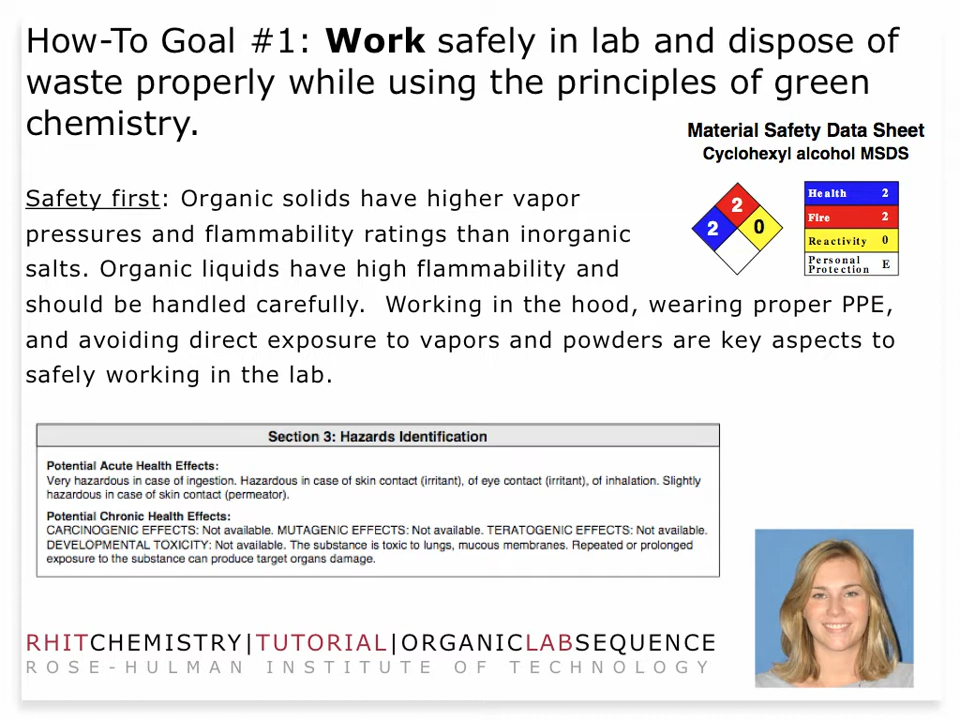 How-To Goal #1: Work safely in lab and dispose of
waste properly while using the principles of green
chemistry.
Material Safety Data Sheet
Cyclohexyl alcohol MSDS
2
2
0
Health 2
Fire 2
Reactivity 0
Personal
Protection E
Safety first: Organic solids have higher vapor
pressures and flammability ratings than inorganic
salts. Organic liquids have high flammability and
should be handled carefully. Working in the hood, wearing proper PPE,
and avoiding direct exposure to vapors and powders are key aspects to
safely working in the lab.
Section 3: Hazards Identification
Potential Acute Health Effects:
Very hazardous in case of ingestion. Hazardous in case of skin contact (irritant), of eye contact (irritant), of inhalation. Slightly
hazardous in case of skin contact (permeator).
Potential Chronic Health Effects:
CARCINOGENIC EFFECTS: Not available. MUTAGENIC EFFECTS: Not available. TERATOGENIC EFFECTS: Not available.
DEVELOPMENTAL TOXICITY: Not available. The substance is toxic to lungs, mucous membranes. Repeated or prolonged
exposure to the substance can produce target organs damage.
RHITCHEMISTRY|TUTORIAL|ORGANICLABSEQUENCE
ROSE-HULMAN INSTITUTE OF TECHNOLOGY